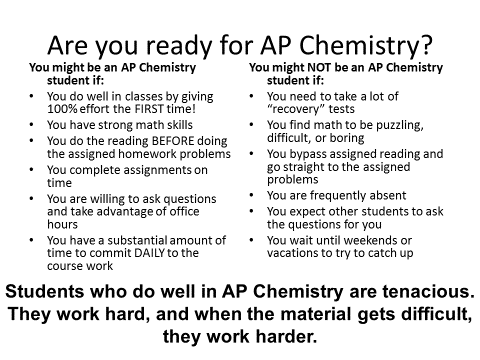 Are you ready for AP Chemistry?
You might be an AP Chemistry
student if:
• You do well in classes by giving
100% effort the FIRST time!
• You have strong math skills
• You do the reading BEFORE doing
the assigned homework problems
• You complete assignments on
time
• You are willing to ask questions
and take advantage of office
hours
• You have a substantial amount of
time to commit DAILY to the
course work
You might NOT be an AP Chemistry
student if:
• You need to take a lot of
“recovery” tests
• You find math to be puzzling,
difficult, or boring
• You bypass assigned reading and
go straight to the assigned
problems
• You are frequently absent
• You expect other students to ask
the questions for you
• You wait until weekends or
vacations to try to catch up
Students who do well in AP Chemistry are tenacious.
They work hard, and when the material gets difficult,
they work harder.